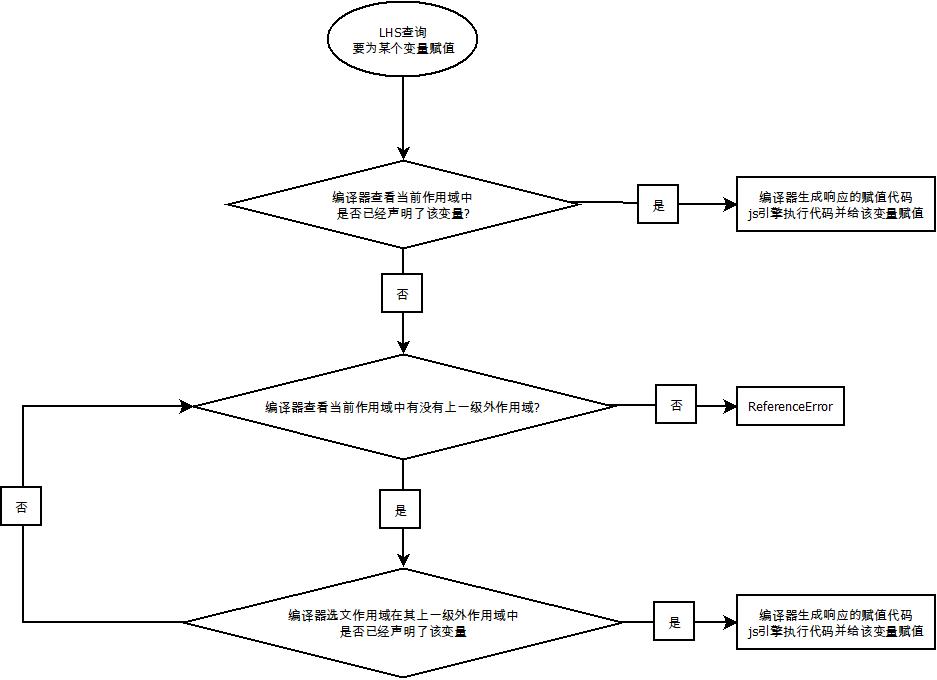 LHS查询
要为某个变量赋值
编译器查看当前作用域中
是否已经声明了该变量?
是
编译器生成响应的赋值代码
js引擎执行代码并给该变量赋值
否
编译器查看当前作用域中有没有上一级外作用域?
否
ReferenceError
是
否
编译器选文作用域在其上一级外作用域中
是否已经声明了该变量
是
编译器生成响应的赋值代码
js引擎执行代码并给该变量赋值